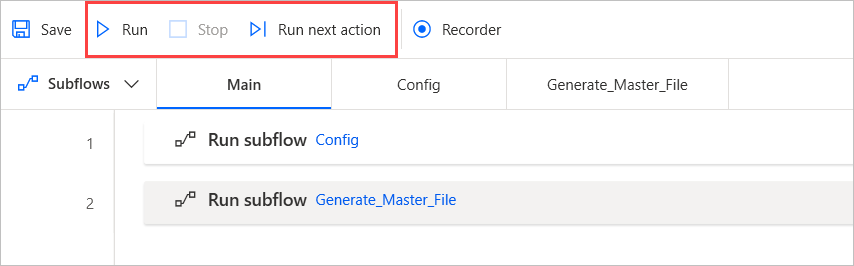 Save Run Stop Run next action Recorder
Subflows Main Config Generate_Master_File
1 Run subflow Config
2 Run subflow Generate_Master_File